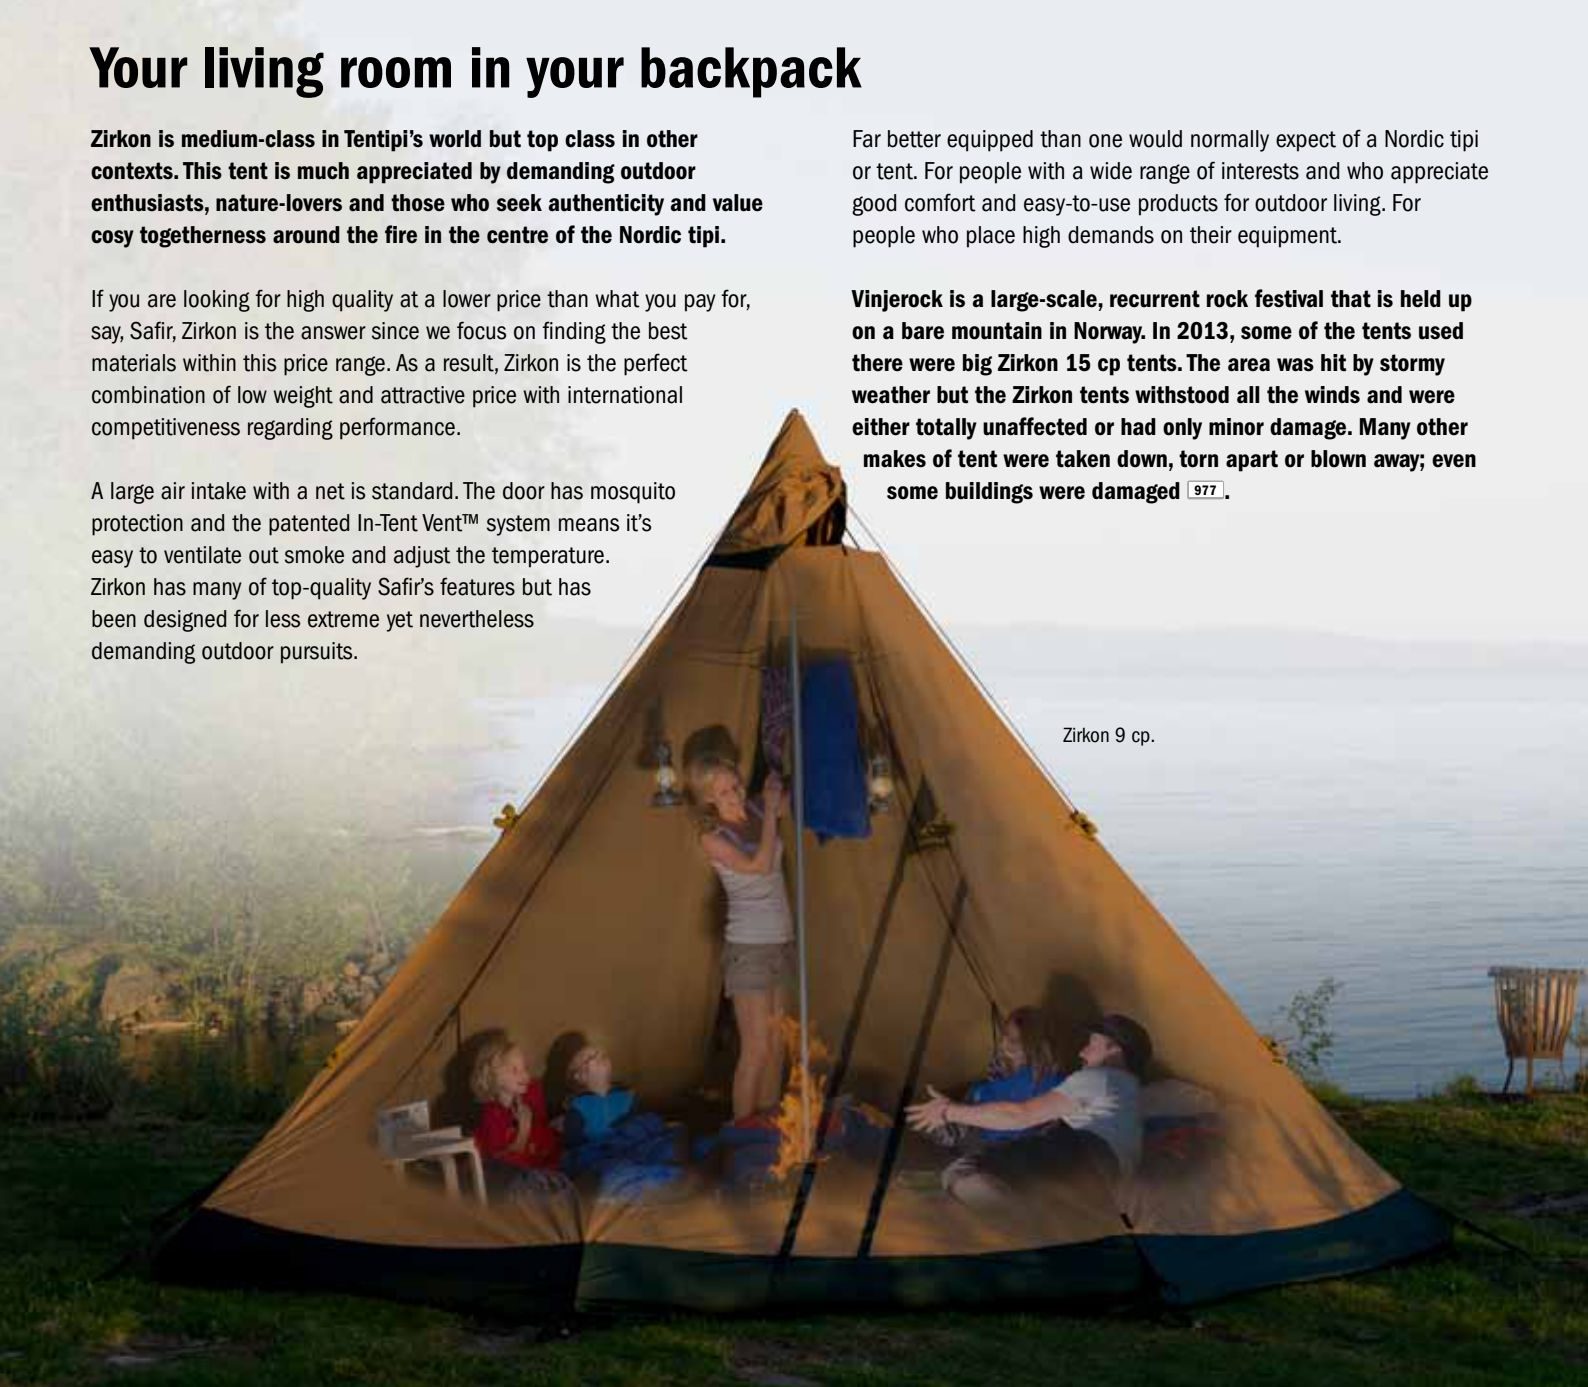 Your living room in your backpack
Zirkon is medium-class in Tentipi’s world but top class in other
contexts. This tent is much appreciated by demanding outdoor
enthusiasts, nature-lovers and those who seek authenticity and value
cosy togetherness around the fire in the centre of the Nordic tipi.
If you are looking for high quality at a lower price than what you pay for,
say, Safir, Zirkon is the answer since we focus on finding the best
materials within this price range. As a result, Zirkon is the perfect
combination of low weight and attractive price with international
competitiveness regarding performance.
A large air intake with a net is standard. The door has mosquito
protection and the patented In-Tent Vent™ system means it’s
easy to ventilate out smoke and adjust the temperature.
Zirkon has many of top-quality Safir’s features but has
been designed for less extreme yet nevertheless
demanding outdoor pursuits.
Far better equipped than one would normally expect of a Nordic tipi
or tent. For people with a wide range of interests and who appreciate
good comfort and easy-to-use products for outdoor living. For
people who place high demands on their equipment.
Vinjerock is a large-scale, recurrent rock festival that is held up
on a bare mountain in Norway. In 2013, some of the tents used
there were big Zirkon 15 cp tents. The area was hit by stormy
weather but the Zirkon tents withstood all the winds and were
either totally unaffected or had only minor damage. Many other
makes of tent were taken down, torn apart or blown away; even
some buildings were damaged 977.
Zirkon 9 cp.